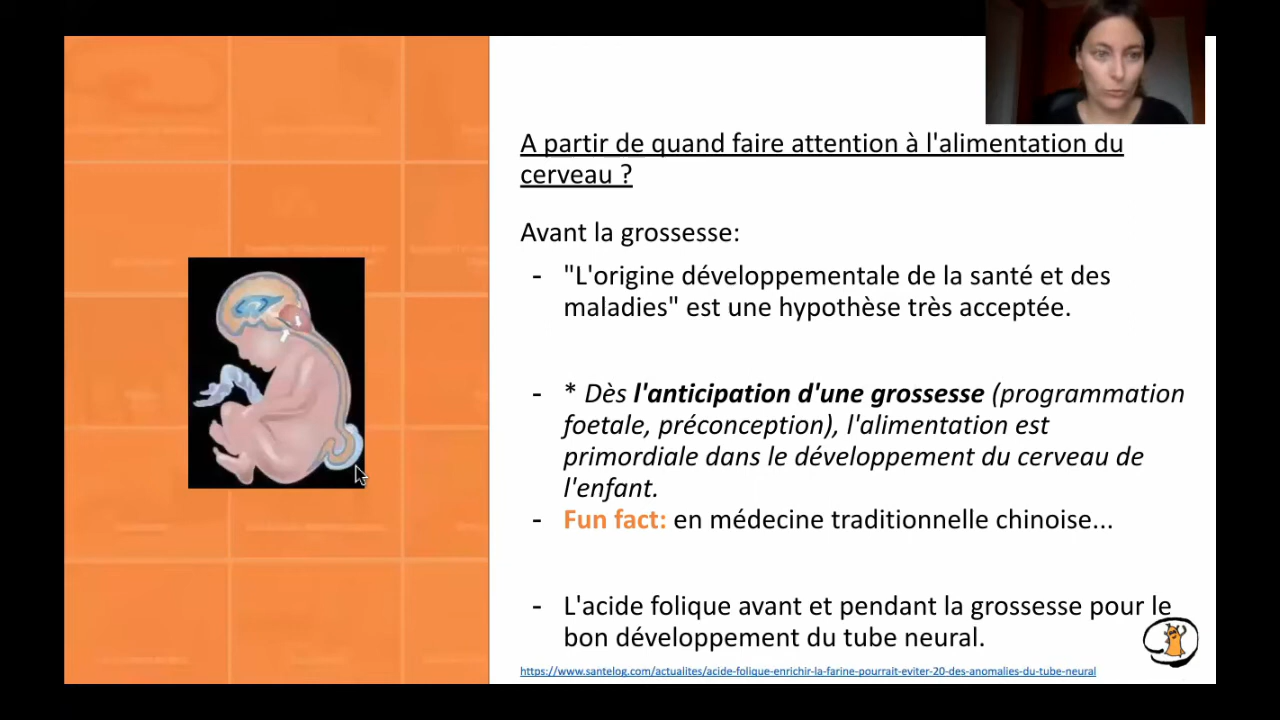 A partir de quand faire attention à l'alimentation du
cerveau ?
Avant la grossesse:
- "L'origine développementale de la santé et des
maladies" est une hypothèse très acceptée.
- * Dès l'anticipation d'une grossesse (programmation
foetale, préconception), l'alimentation est
primordiale dans le développement du cerveau de
l'enfant.
- Fun fact: en médecine traditionnelle chinoise...
- L'acide folique avant et pendant la grossesse pour le
bon développement du tube neural.
https://www.santelog.com/actualites/acide-folique-enrichir-la-farine-pourrait-eviter-20-des-anomalies-du-tube-neural